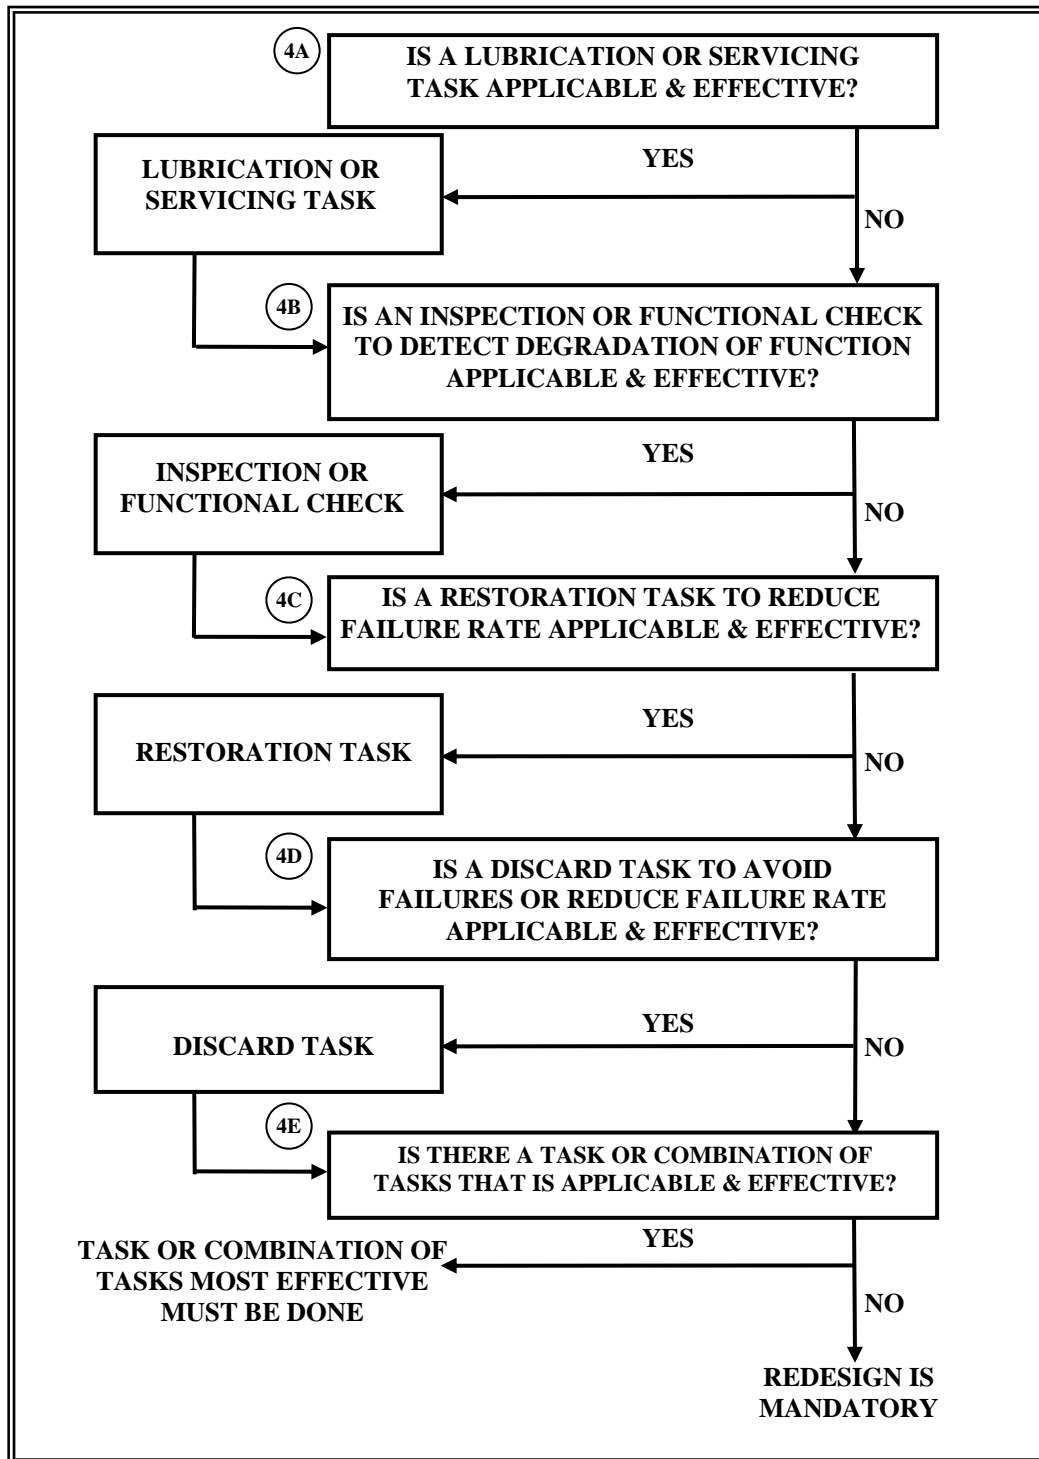 4A
IS A LUBRICATION OR SERVICING
TASK APPLICABLE & EFFECTIVE?
YES
LUBRICATION OR
SERVICING TASK
NO
4B
IS AN INSPECTION OR FUNCTIONAL CHECK
TO DETECT DEGRADATION OF FUNCTION
APPLICABLE & EFFECTIVE?
YES
INSPECTION OR
FUNCTIONAL CHECK
NO
4C
IS A RESTORATION TASK TO REDUCE
FAILURE RATE APPLICABLE & EFFECTIVE?
YES
RESTORATION TASK
NO
4D
IS A DISCARD TASK TO AVOID
FAILURES OR REDUCE FAILURE RATE
APPLICABLE & EFFECTIVE?
YES
DISCARD TASK
NO
4E
IS THERE A TASK OR COMBINATION OF
TASKS THAT IS APPLICABLE & EFFECTIVE?
YES
TASK OR COMBINATION OF
TASKS MOST EFFECTIVE
MUST BE DONE
NO
REDESIGN IS
MANDATORY